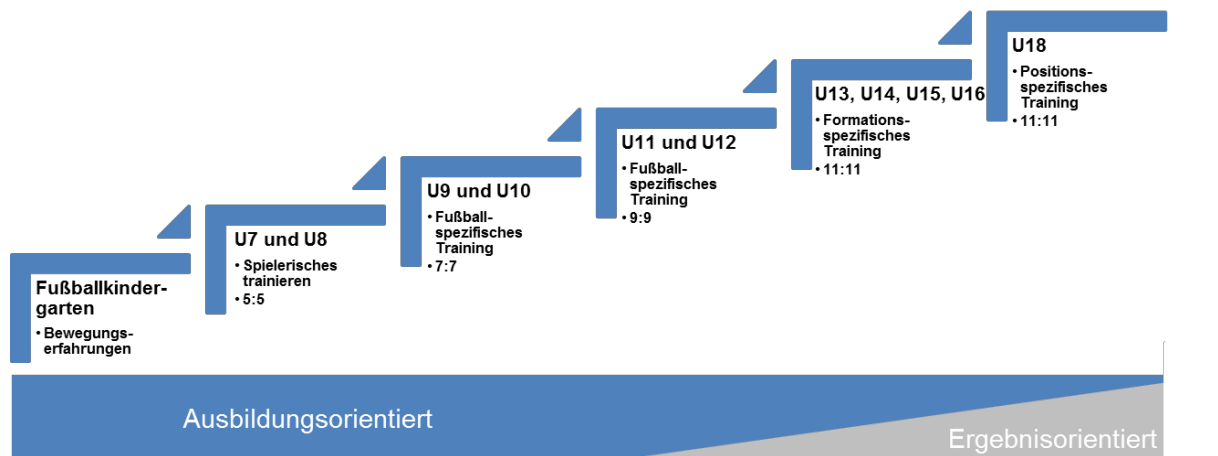 Fußballkinder-
garten
• Bewegungs-
erfahrungen
U7 und U8
• Spielerisches
trainieren
• 5:5
U9 und U10
• Fußball-
spezifisches
Training
• 7:7
U11 und U12
• Fußball-
spezifisches
Training
• 9:9
U13, U14, U15, U16
• Formations-
spezifisches
Training
• 11:11
U18
• Positions-
spezifisches
Training
• 11:11
Ausbildungsorientiert
Ergebnisorientiert